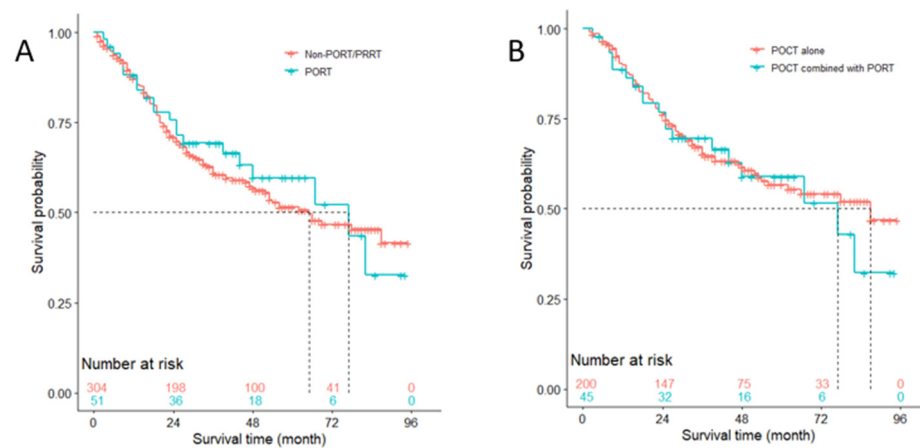 A
1.00
0.75
0.50
0.25
0.00
Survival probability
Non-PORT/PRRT
PORT
Number at risk
304 198 100 41 0
51 36 18 6 0
0 24 48 72 96
Survival time (month)
B
1.00
0.75
0.50
0.25
0.00
Survival probability
POCT alone
POCT combined with PORT
Number at risk
200 147 75 33 0
45 32 16 6 0
0 24 48 72 96
Survival time (month)